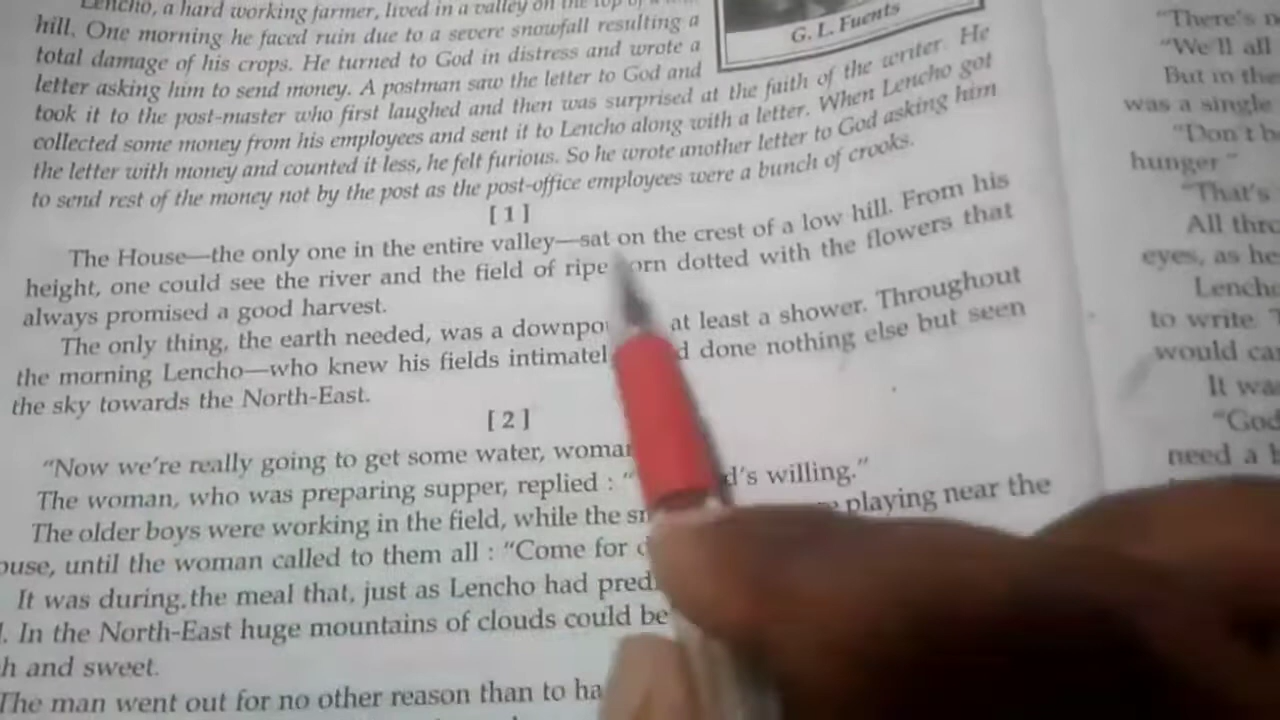 Lencho, a hard working farmer, lived in a valley on the top of a
hill. One morning he faced ruin due to a severe snowfall resulting a
total damage of his crops. He turned to God in distress and wrote a
letter asking him to send money. A postman saw the letter to God and
took it to the post-master who first laughed and then was surprised at the faith of the writer. He
collected some money from his employees and sent it to Lencho along with a letter. When Lencho got
the letter with money and counted it less, he felt furious. So he wrote another letter to God asking him
to send rest of the money not by the post as the post-office employees were a bunch of crooks.
G. L. Fuents
[ 1 ]
The House—the only one in the entire valley—sat on the crest of a low hill. From his
height, one could see the river and the field of ripe orn dotted with the flowers that
always promised a good harvest.
The only thing, the earth needed, was a downpo at least a shower. Throughout
the morning Lencho—who knew his fields intimatel d done nothing else but seen
the sky towards the North-East.
[ 2 ]
"Now we're really going to get some water, woma
The woman, who was preparing supper, replied : " d's willing."
The older boys were working in the field, while the sm playing near the
ouse, until the woman called to them all : "Come for d
It was during the meal that, just as Lencho had pred
. In the North-East huge mountains of clouds could be
h and sweet.
The man went out for no other reason than to ha
"There's n
"We'll all
But in the
was a single
"Don't b
hunger"
"That's
All thro
eyes, as he
Lencho
to write. T
would car
It was
"God
need a b